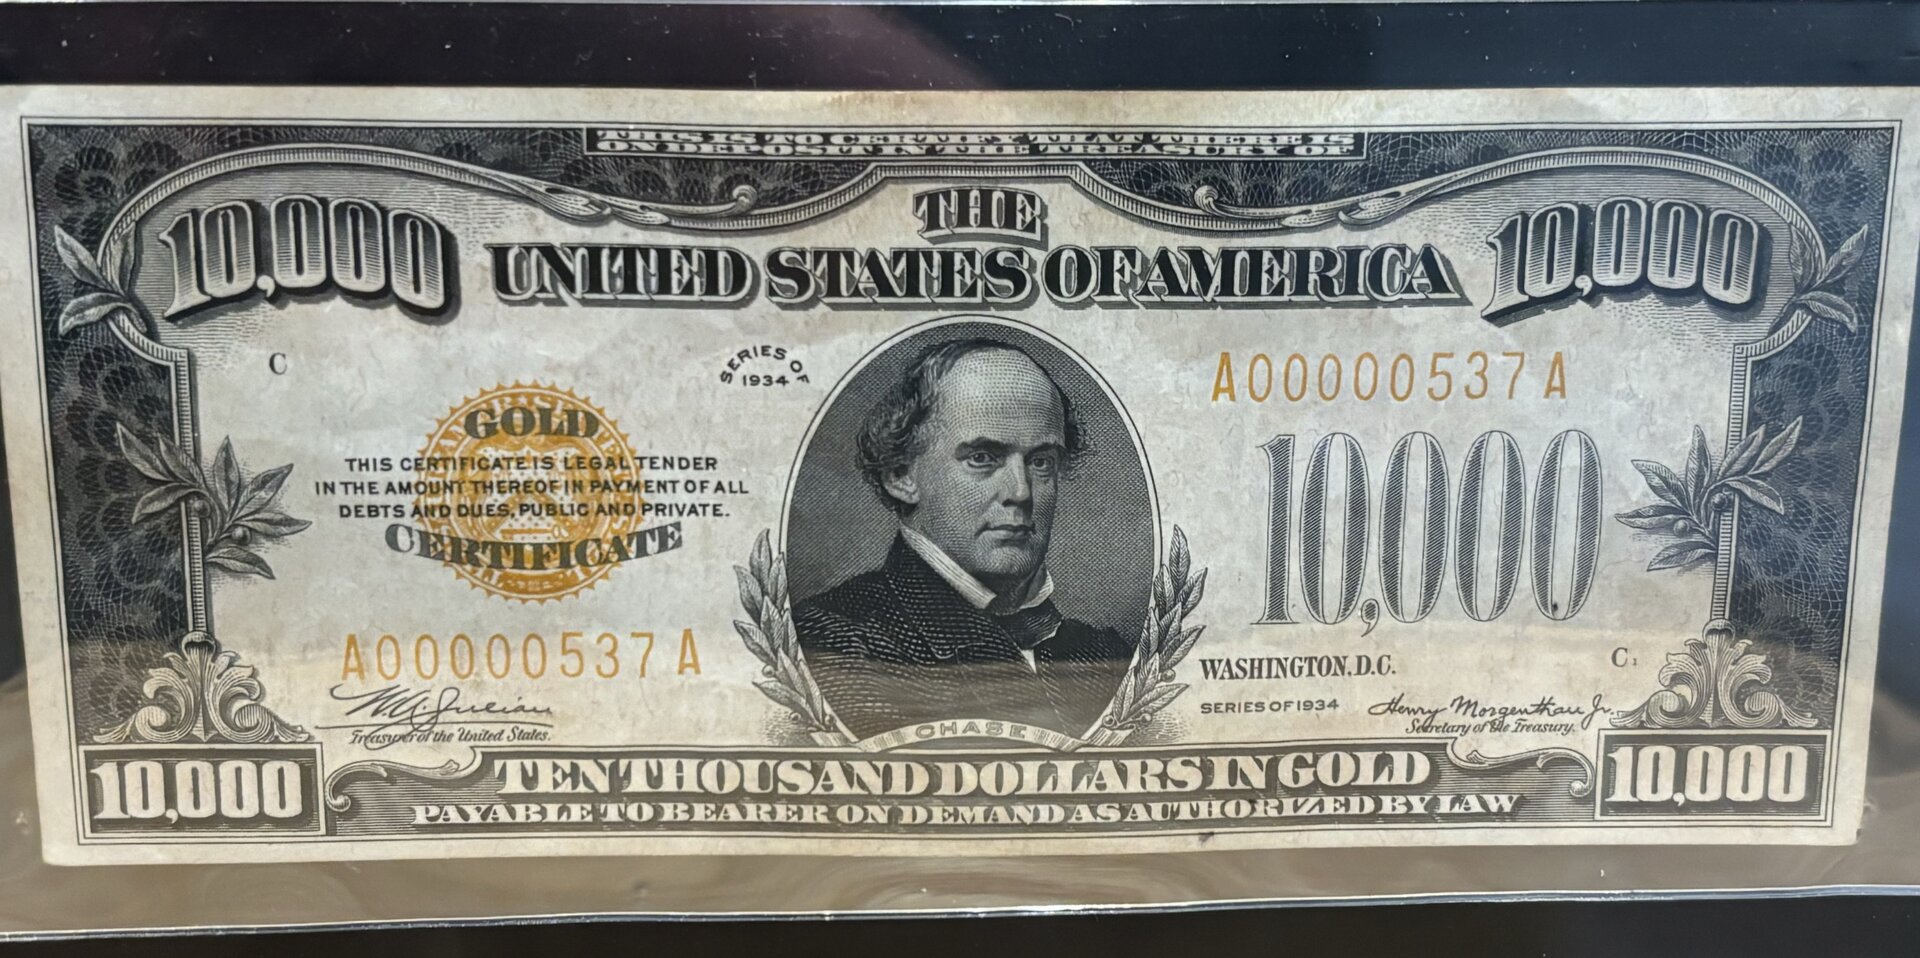 THIS IS TO CERTIFY THAT THERE IS
ON DEPOSIT IN THE TREASURY OF
10,000
THE
10,000
UNITED STATES OF AMERICA
C
SERIES OF
1934
A00000537A
GOLD
THIS CERTIFICATE IS LEGAL TENDER
IN THE AMOUNT THEREOF IN PAYMENT OF ALL
DEBTS AND DUES, PUBLIC AND PRIVATE.
CERTIFICATE
10,000
A00000537A
WASHINGTON, D.C.
C1
W.A. Julian
Treasurer of the United States.
SERIES OF 1934
Henry Morgenthau Jr.
Secretary of the Treasury.
CHASE
10,000
TEN THOUSAND DOLLARS IN GOLD
10,000
PAYABLE TO BEARER ON DEMAND AS AUTHORIZED BY LAW